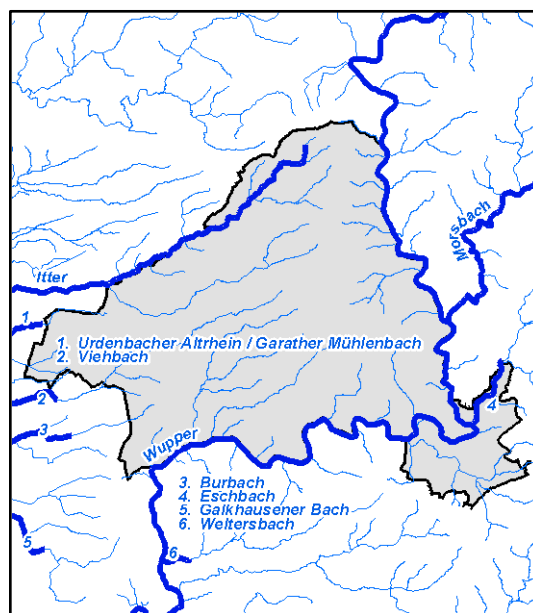 Morsbach
Itter
1
1. Urdenbacher Altrhein / Garather Mühlenbach
2. Viehbach
2
4
3
Wupper
3. Burbach
4. Eschbach
5. Galkhausener Bach
6. Weltersbach
5
6